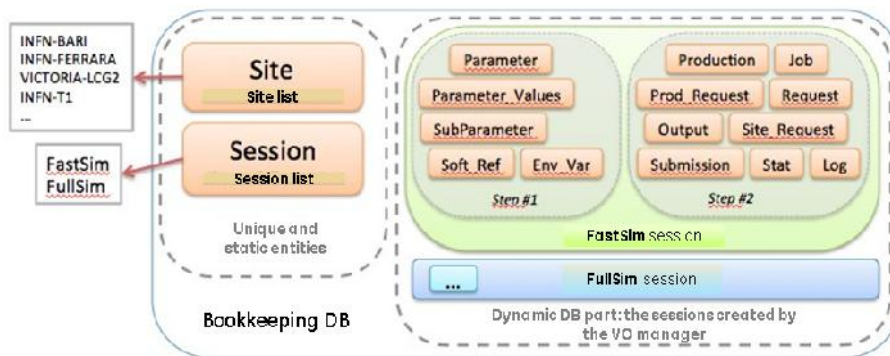 INFN-BARI
INFN-FERRARA
VICTORIA-LCG2
INFN-T1
...
FastSim
FullSim
Site
Site list
Session
Session list
Unique and
static entities
Bookkeeping DB
Parameter
Parameter_Values
SubParameter
Soft_Ref Env_Var
Step #1
Production Job
Prod_Request Request
Output Site_Request
Submission Stat Log
Step #2
FastSim session
...
FullSim session
Dynamic DB part: the sessions created by
the VO manager